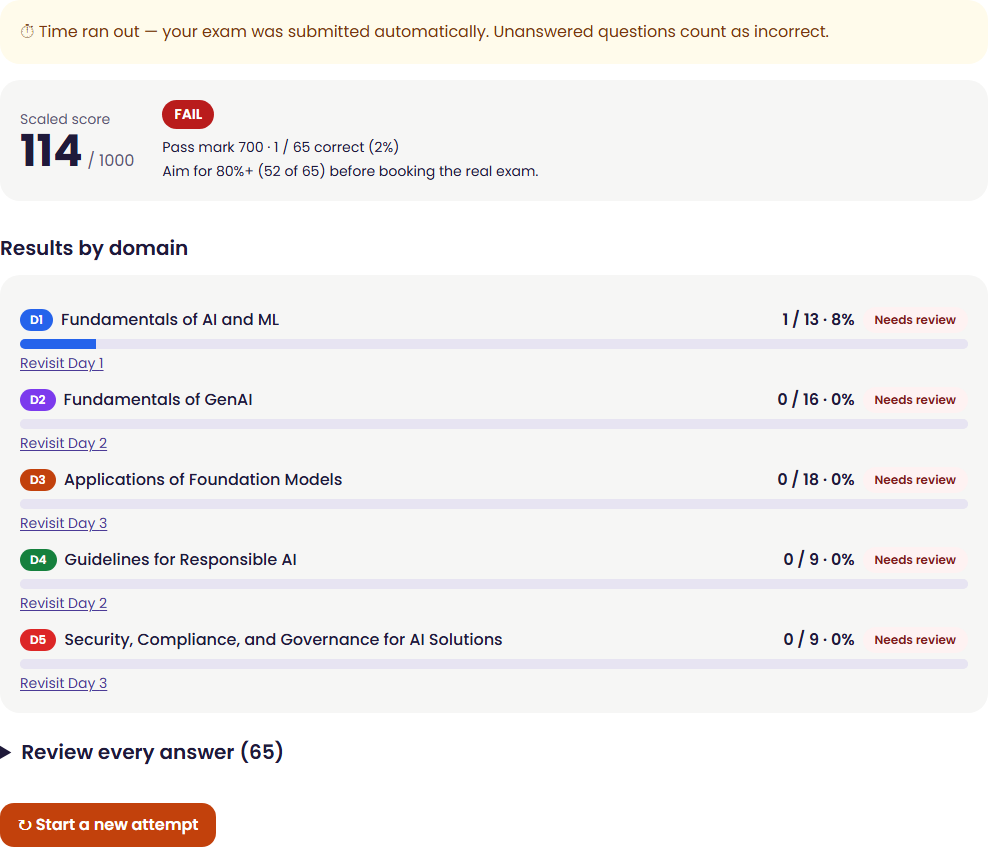 ⏱ Time ran out — your exam was submitted automatically. Unanswered questions count as incorrect.
Scaled score
114 / 1000
FAIL
Pass mark 700 · 1 / 65 correct (2%)
Aim for 80%+ (52 of 65) before booking the real exam.
Results by domain
D1 Fundamentals of AI and ML 1 / 13 · 8% Needs review
Revisit Day 1
D2 Fundamentals of GenAI 0 / 16 · 0% Needs review
Revisit Day 2
D3 Applications of Foundation Models 0 / 18 · 0% Needs review
Revisit Day 3
D4 Guidelines for Responsible AI 0 / 9 · 0% Needs review
Revisit Day 2
D5 Security, Compliance, and Governance for AI Solutions 0 / 9 · 0% Needs review
Revisit Day 3
▶ Review every answer (65)
↻ Start a new attempt